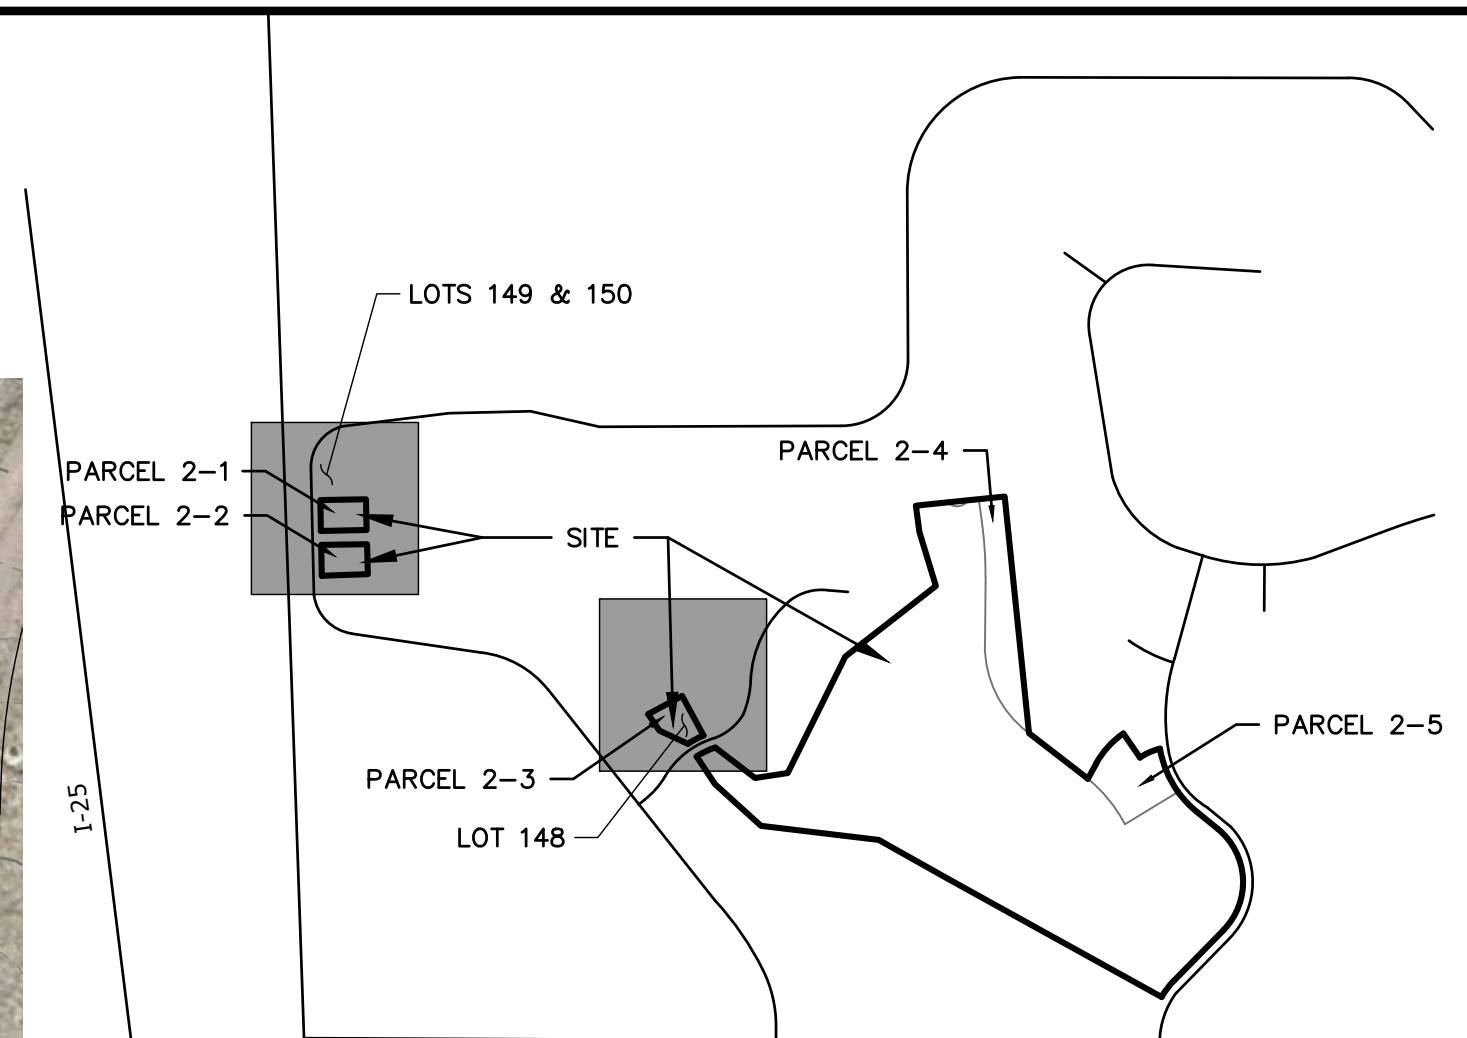 LOTS 149 & 150
PARCEL 2-4
PARCEL 2-1
PARCEL 2-2
SITE
PARCEL 2-5
PARCEL 2-3
I-25
LOT 148